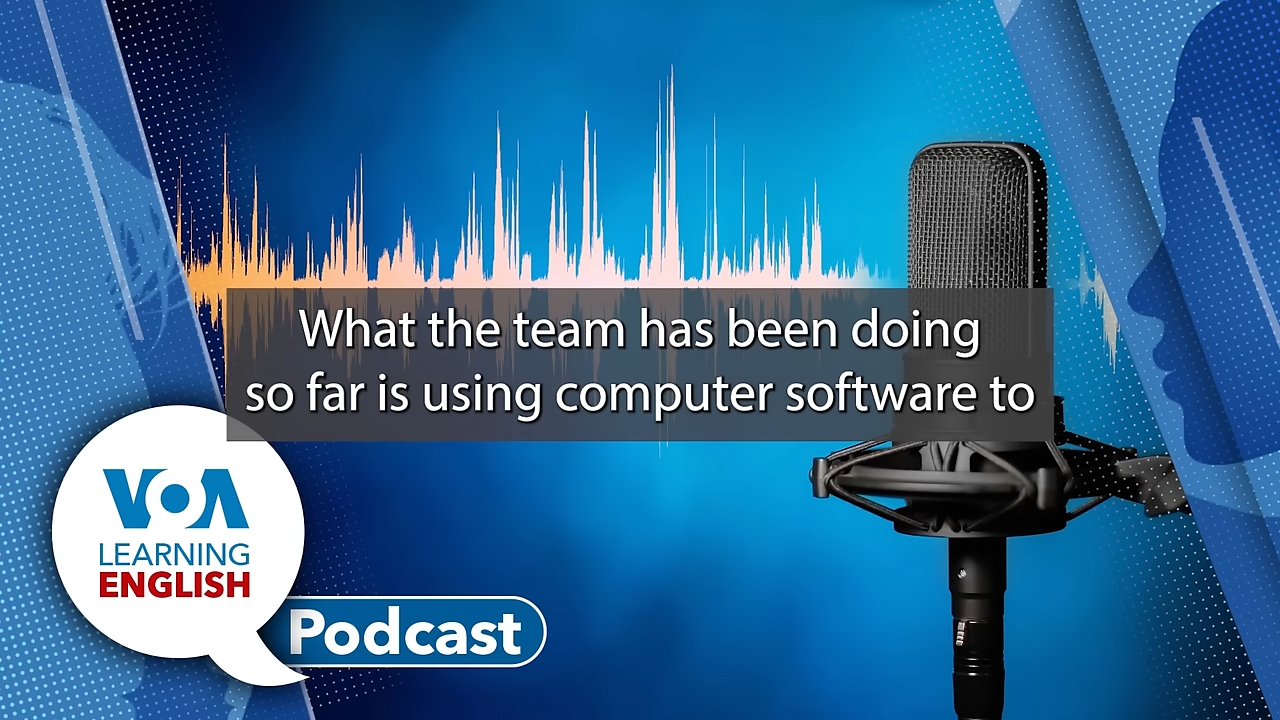 What the team has been doing
so far is using computer software to
VOA
LEARNING
ENGLISH
Podcast